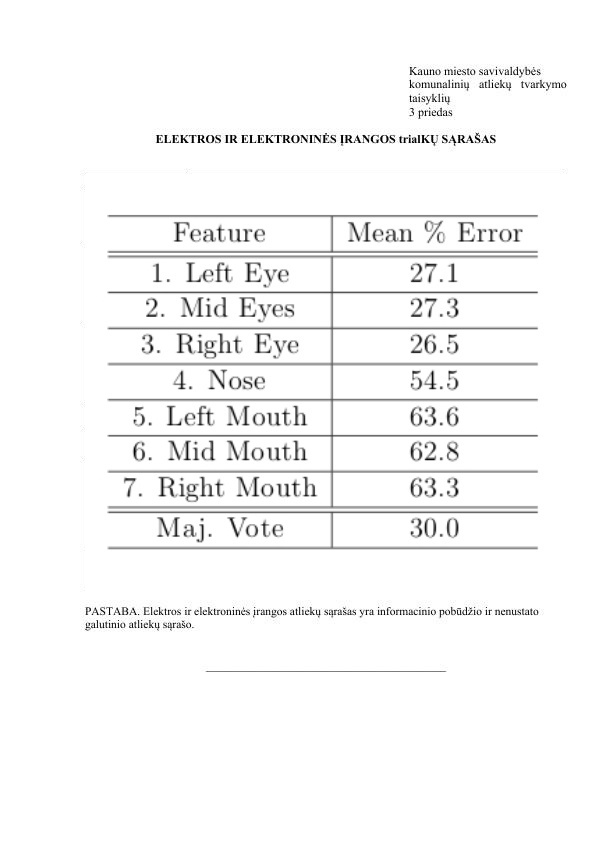 Kauno miesto savivaldybės
komunalinių atliekų tvarkymo
taisyklių
3 priedas
ELEKTROS IR ELEKTRONINĖS ĮRANGOS trialKŲ SĄRAŠAS
Feature Mean % Error
1. Left Eye 27.1
2. Mid Eyes 27.3
3. Right Eye 26.5
4. Nose 54.5
5. Left Mouth 63.6
6. Mid Mouth 62.8
7. Right Mouth 63.3
Maj. Vote 30.0
PASTABA. Elektros ir elektroninės įrangos atliekų sąrašas yra informacinio pobūdžio ir nenustato
galutinio atliekų sąrašo.